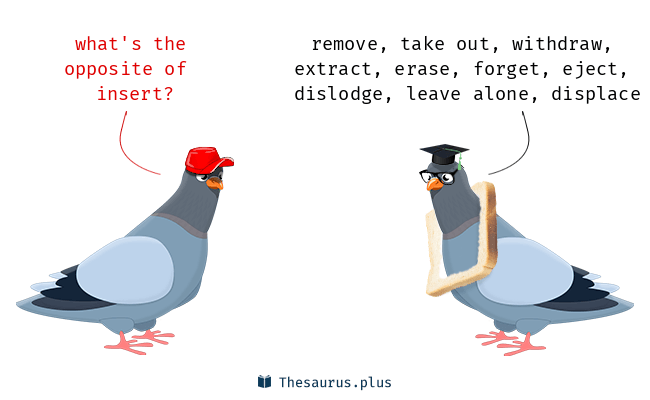 what's the
opposite of
insert?
remove, take out, withdraw,
extract, erase, forget, eject,
dislodge, leave alone, displace
Thesaurus.plus